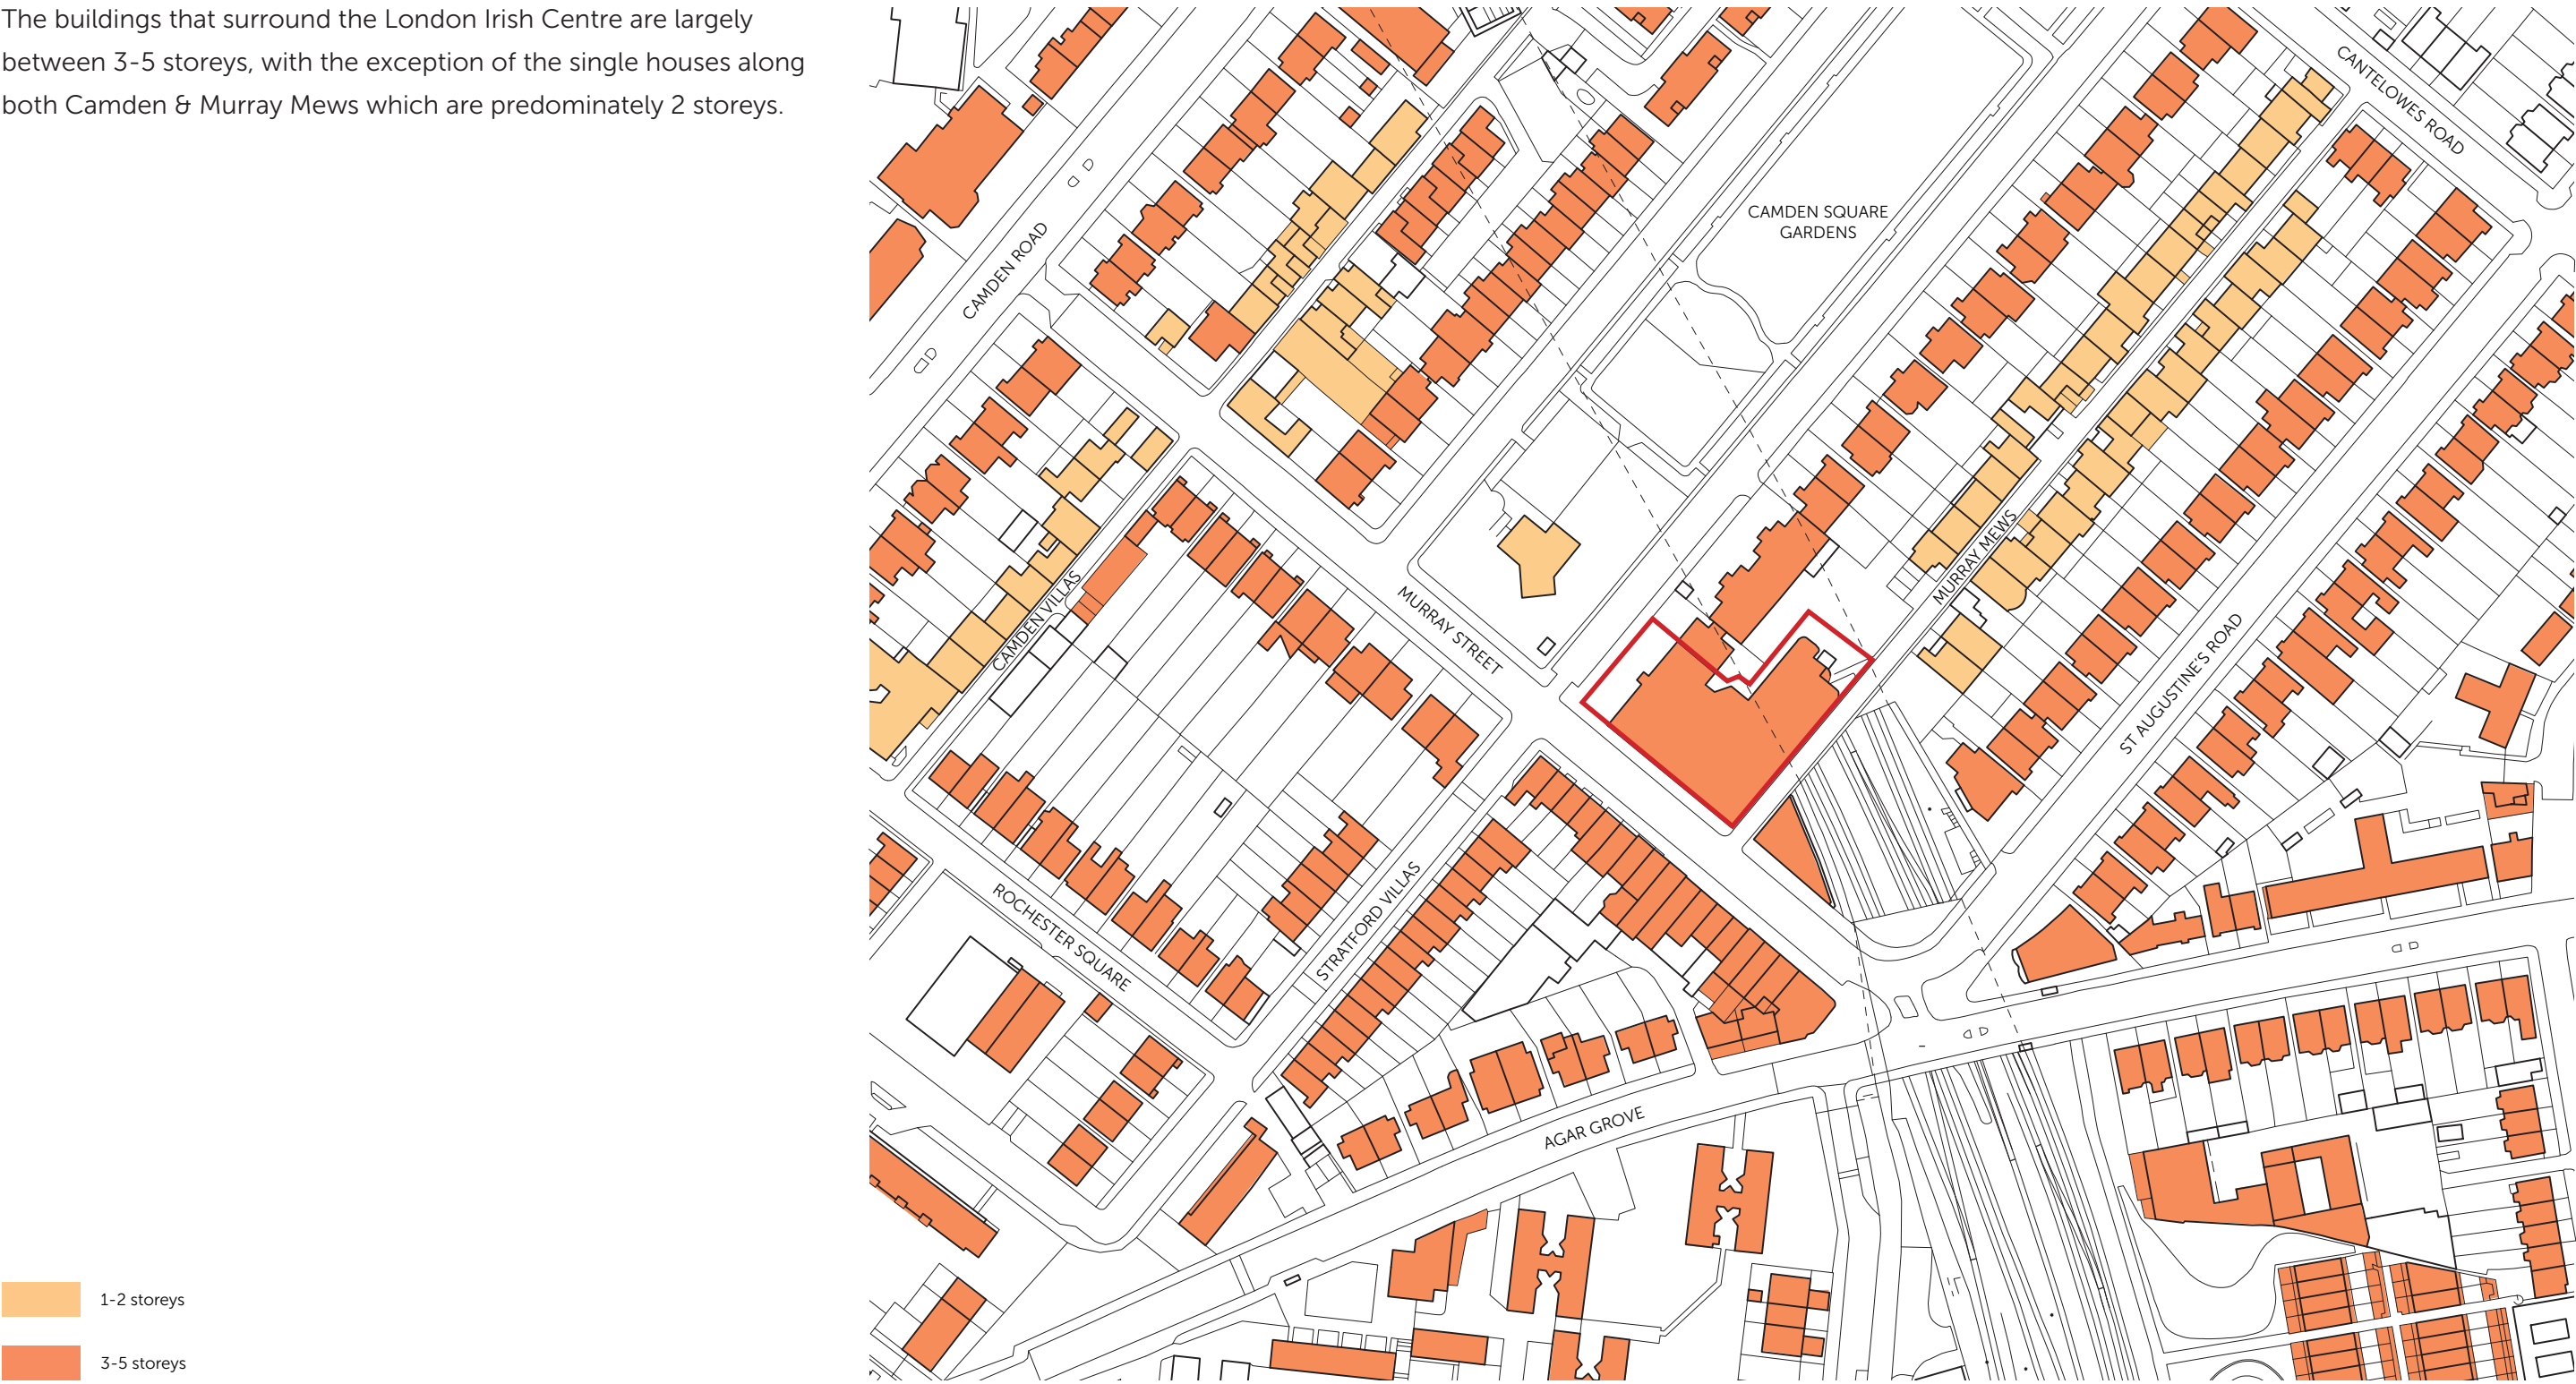 The buildings that surround the London Irish Centre are largely
between 3-5 storeys, with the exception of the single houses along
both Camden & Murray Mews which are predominately 2 storeys.
CANTELOWES ROAD
CAMDEN SQUARE
GARDENS
CAMDEN ROAD
MURRAY MEWS
CAMDEN VILLAS
MURRAY STREET
ST AUGUSTINE'S ROAD
ROCHESTER SQUARE
STRATFORD VILLAS
AGAR GROVE
1-2 storeys
3-5 storeys